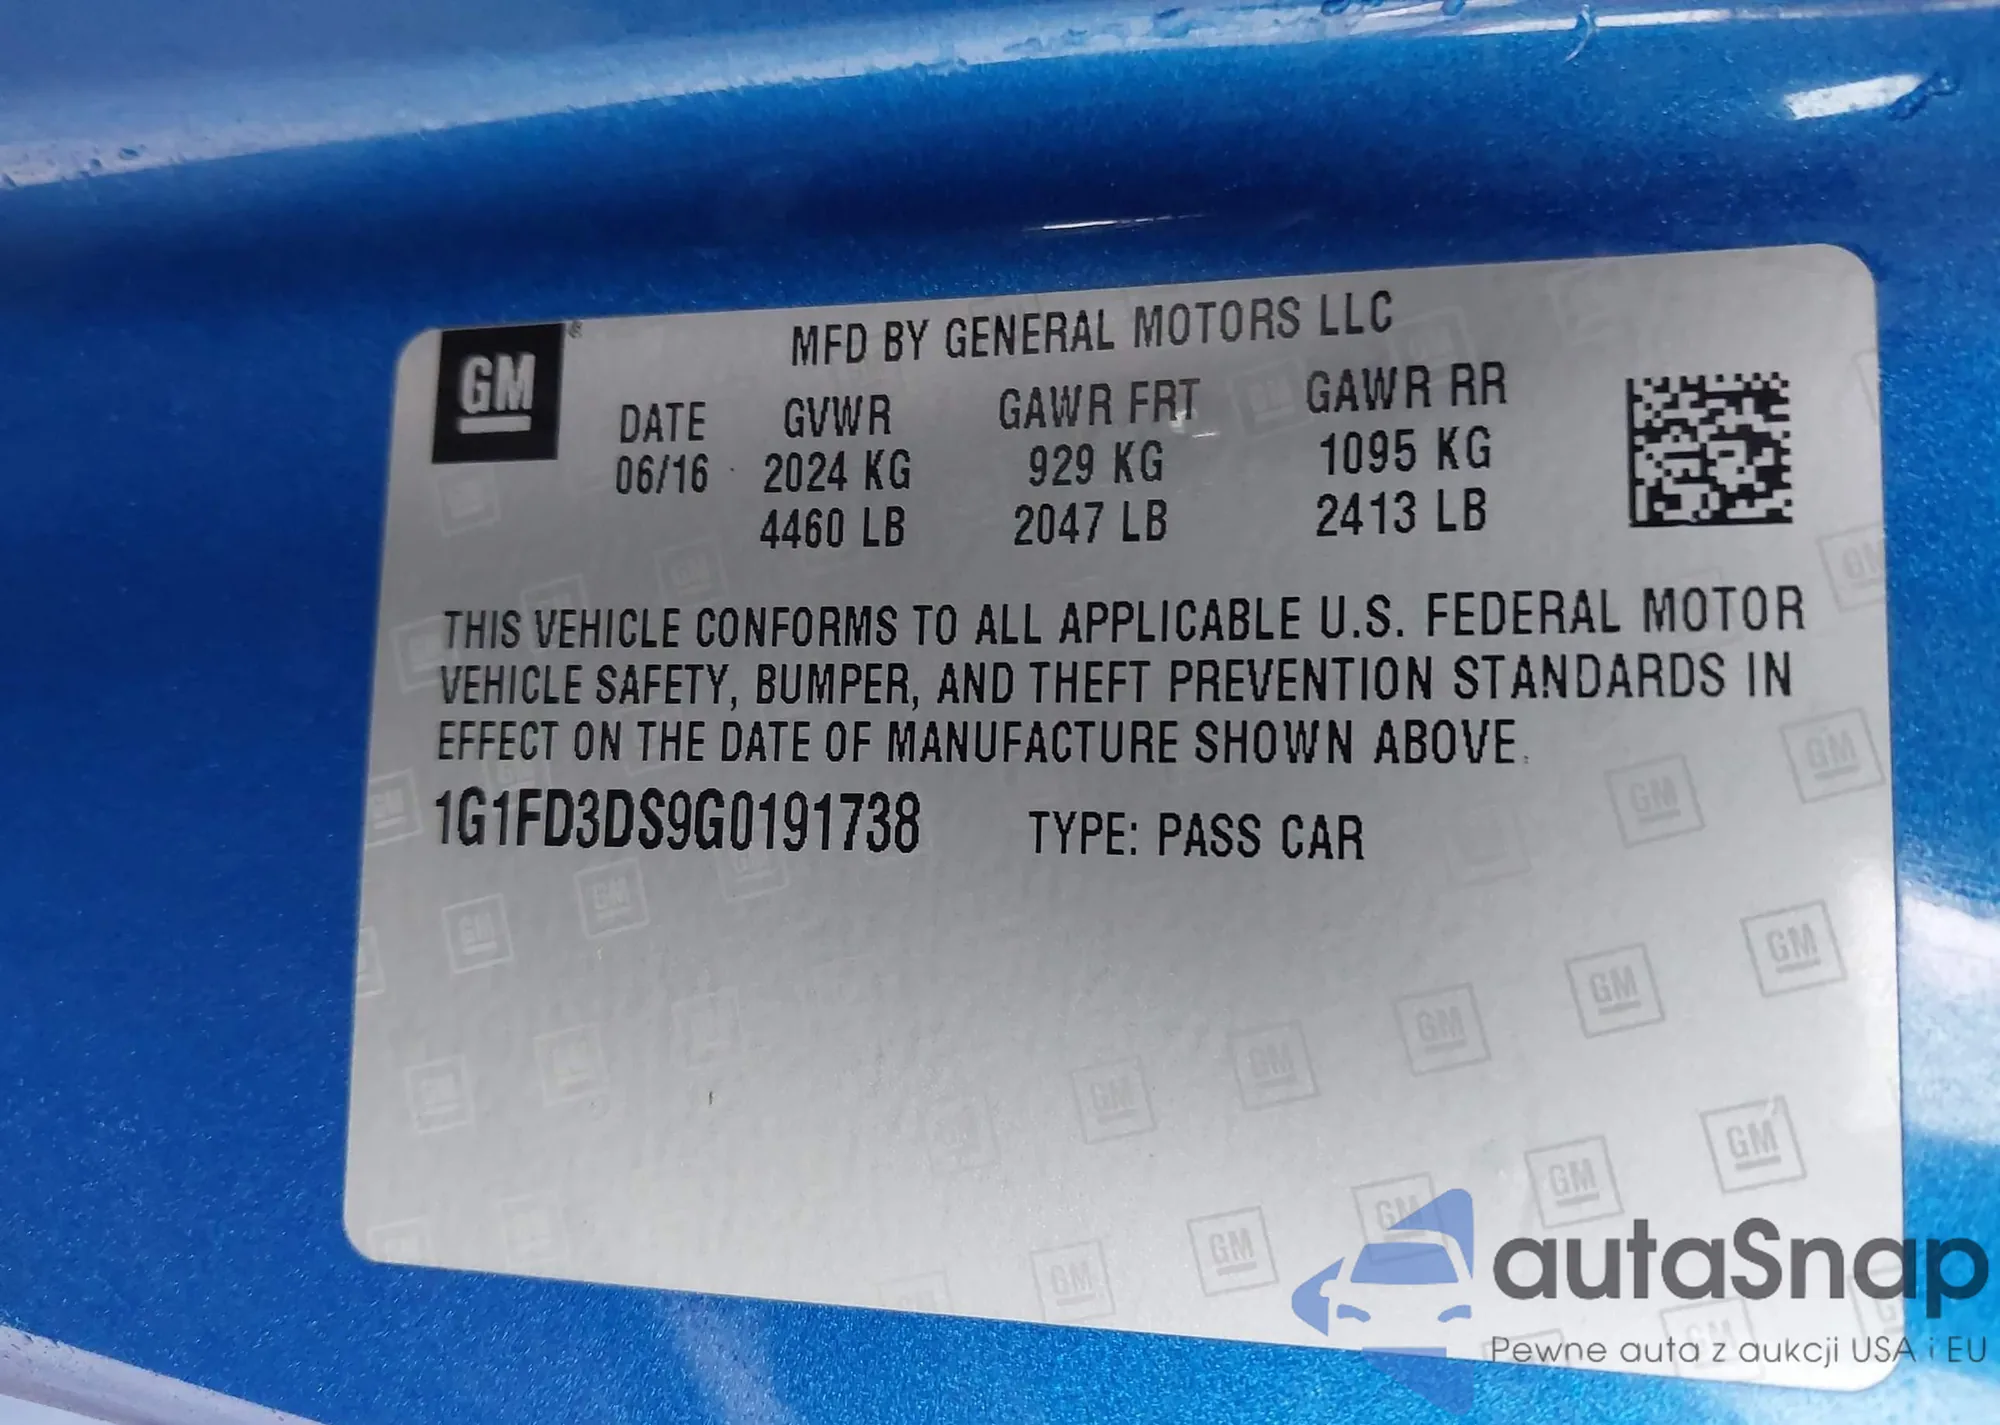 GM
MFD BY GENERAL MOTORS LLC
DATE GVWR GAWR FRT GAWR RR
06/16 2024 KG 929 KG 1095 KG
4460 LB 2047 LB 2413 LB
THIS VEHICLE CONFORMS TO ALL APPLICABLE U.S. FEDERAL MOTOR
VEHICLE SAFETY, BUMPER, AND THEFT PREVENTION STANDARDS IN
EFFECT ON THE DATE OF MANUFACTURE SHOWN ABOVE.
1G1FD3DS9G0191738 TYPE: PASS CAR
autaSnap
Pewne auta z aukcji USA i EU